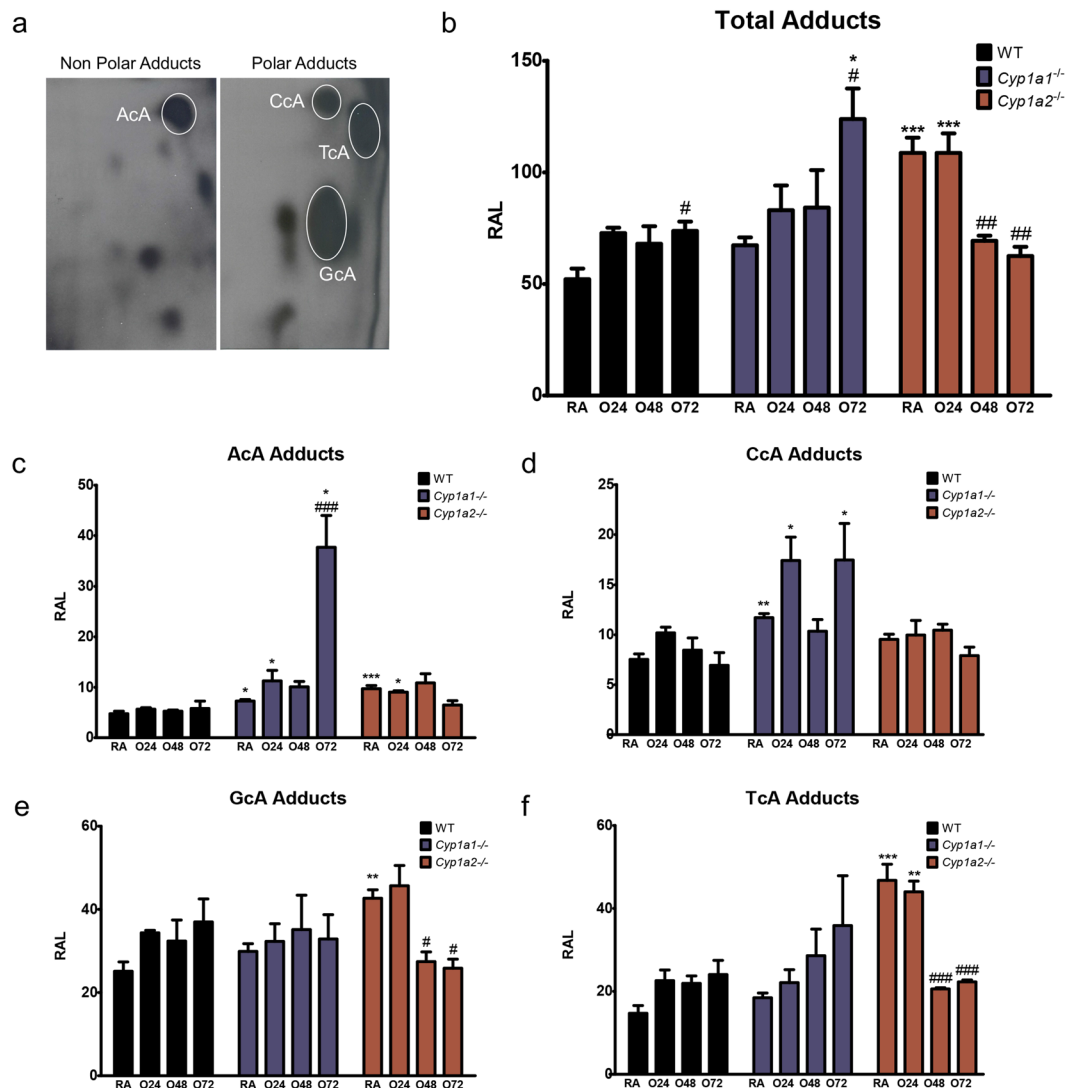 a
Non Polar Adducts
Polar Adducts
AcA
CcA
TcA
GcA
b
Total Adducts
WT
Cyp1a1-/-
Cyp1a2-/-
RAL
150
100
50
0
*
#
#
***
***
##
##
RA O24 O48 O72
RA O24 O48 O72
RA O24 O48 O72
c
AcA Adducts
WT
Cyp1a1-/-
Cyp1a2-/-
RAL
50
40
30
20
10
0
*
###
*
*
***
*
RA O24 O48 O72
RA O24 O48 O72
RA O24 O48 O72
d
CcA Adducts
WT
Cyp1a1-/-
Cyp1a2-/-
RAL
25
20
15
10
5
0
**
*
*
RA O24 O48 O72
RA O24 O48 O72
RA O24 O48 O72
e
GcA Adducts
WT
Cyp1a1-/-
Cyp1a2-/-
RAL
60
40
20
0
**
#
#
RA O24 O48 O72
RA O24 O48 O72
RA O24 O48 O72
f
TcA Adducts
WT
Cyp1a1-/-
Cyp1a2-/-
RAL
60
40
20
0
***
**
###
###
RA O24 O48 O72
RA O24 O48 O72
RA O24 O48 O72